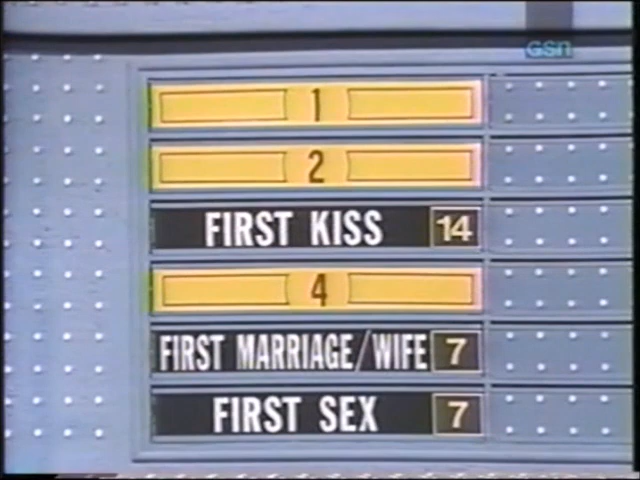 GSN
1
2
FIRST KISS 14
4
FIRST MARRIAGE/WIFE 7
FIRST SEX 7